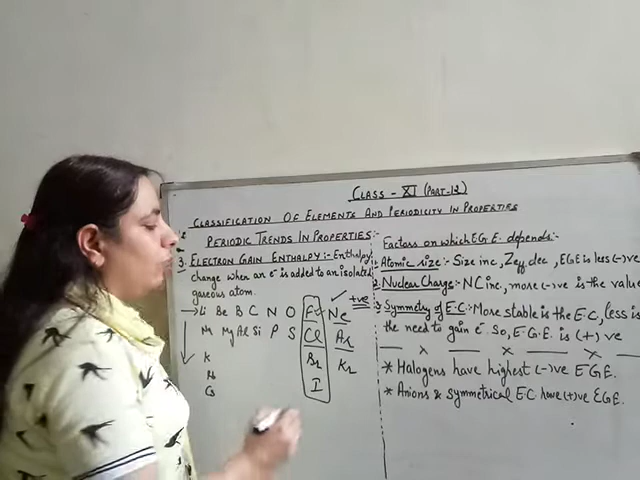 CLASS - XI (PART-12)
CLASSIFICATION OF ELEMENTS AND PERIODICITY IN PROPERTIES
PERIODIC TRENDS IN PROPERTIES:-
3. ELECTRON GAIN ENTHALPY:- Enthalpy
change when an e⁻ is added to an isolated
gaseous atom.
→ Li Be B C N O F Ne +ve
Mg Al Si P S Cl Ar
K Br Kr
Rb I
Cs
Factors on which E G E. depends:-
1. Atomic size:- Size inc, Zeff dec, EGE is less (-)ve
2. Nuclear Charge:- NC inc., more (-)ve is the value
3. Symmetry of E.C:- More stable is the E.C, less is
the need to gain e⁻. So, E.G.E. is (+) ve
— x — x — x
* Halogens have highest (-)ve EGE.
* Anions & symmetrical E.C have (+)ve EGE.